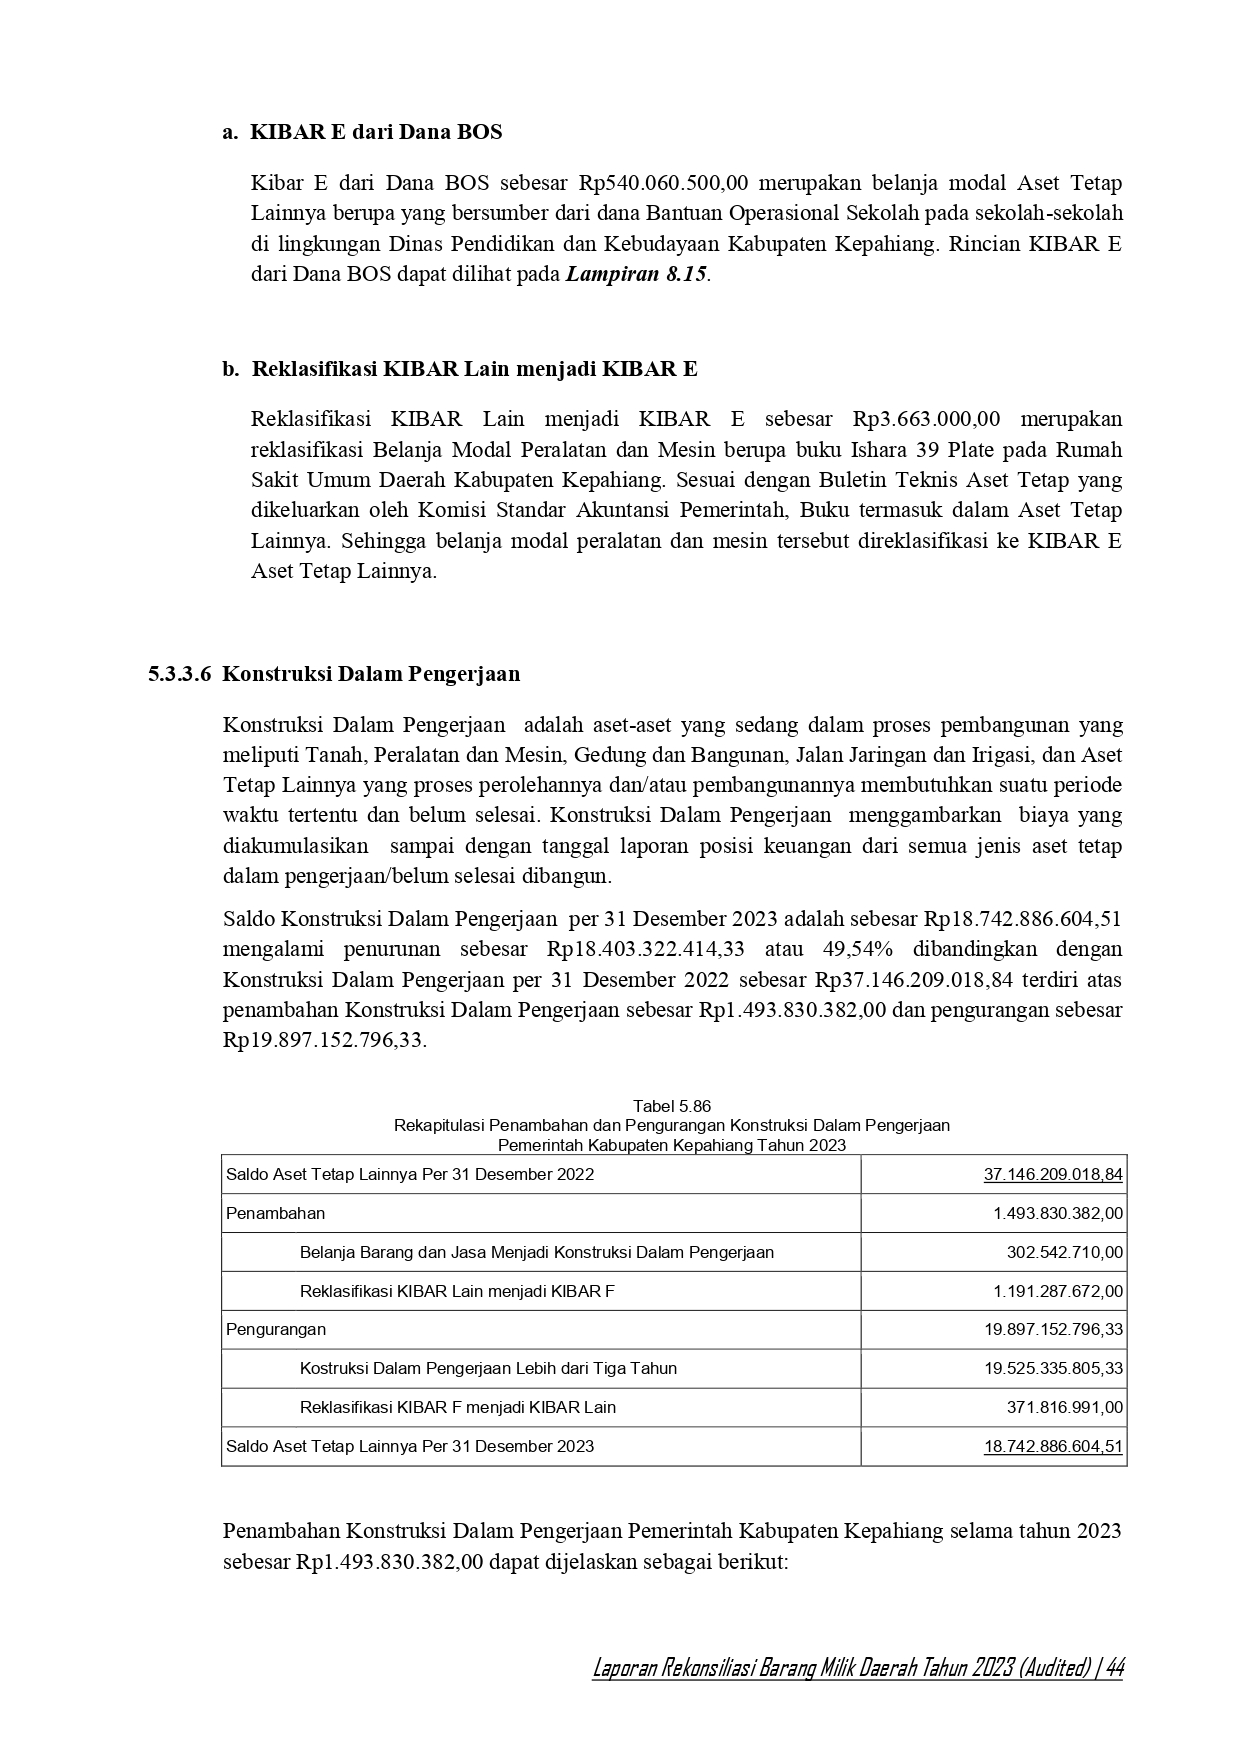 a. KIBAR E dari Dana BOS
Kibar E dari Dana BOS sebesar Rp540.060.500,00 merupakan belanja modal Aset Tetap
Lainnya berupa yang bersumber dari dana Bantuan Operasional Sekolah pada sekolah-sekolah
di lingkungan Dinas Pendidikan dan Kebudayaan Kabupaten Kepahiang. Rincian KIBAR E
dari Dana BOS dapat dilihat pada Lampiran 8.15.
b. Reklasifikasi KIBAR Lain menjadi KIBAR E
Reklasifikasi KIBAR Lain menjadi KIBAR E sebesar Rp3.663.000,00 merupakan
reklasifikasi Belanja Modal Peralatan dan Mesin berupa buku Ishara 39 Plate pada Rumah
Sakit Umum Daerah Kabupaten Kepahiang. Sesuai dengan Buletin Teknis Aset Tetap yang
dikeluarkan oleh Komisi Standar Akuntansi Pemerintah, Buku termasuk dalam Aset Tetap
Lainnya. Sehingga belanja modal peralatan dan mesin tersebut direklasifikasi ke KIBAR E
Aset Tetap Lainnya.
5.3.3.6 Konstruksi Dalam Pengerjaan
Konstruksi Dalam Pengerjaan adalah aset-aset yang sedang dalam proses pembangunan yang
meliputi Tanah, Peralatan dan Mesin, Gedung dan Bangunan, Jalan Jaringan dan Irigasi, dan Aset
Tetap Lainnya yang proses perolehannya dan/atau pembangunannya membutuhkan suatu periode
waktu tertentu dan belum selesai. Konstruksi Dalam Pengerjaan menggambarkan biaya yang
diakumulasikan sampai dengan tanggal laporan posisi keuangan dari semua jenis aset tetap
dalam pengerjaan/belum selesai dibangun.
Saldo Konstruksi Dalam Pengerjaan per 31 Desember 2023 adalah sebesar Rp18.742.886.604,51
mengalami penurunan sebesar Rp18.403.322.414,33 atau 49,54% dibandingkan dengan
Konstruksi Dalam Pengerjaan per 31 Desember 2022 sebesar Rp37.146.209.018,84 terdiri atas
penambahan Konstruksi Dalam Pengerjaan sebesar Rp1.493.830.382,00 dan pengurangan sebesar
Rp19.897.152.796,33.
Tabel 5.86
Rekapitulasi Penambahan dan Pengurangan Konstruksi Dalam Pengerjaan
Pemerintah Kabupaten Kepahiang Tahun 2023
Saldo Aset Tetap Lainnya Per 31 Desember 2022 37.146.209.018,84
Penambahan 1.493.830.382,00
Belanja Barang dan Jasa Menjadi Konstruksi Dalam Pengerjaan 302.542.710,00
Reklasifikasi KIBAR Lain menjadi KIBAR F 1.191.287.672,00
Pengurangan 19.897.152.796,33
Kostruksi Dalam Pengerjaan Lebih dari Tiga Tahun 19.525.335.805,33
Reklasifikasi KIBAR F menjadi KIBAR Lain 371.816.991,00
Saldo Aset Tetap Lainnya Per 31 Desember 2023 18.742.886.604,51
Penambahan Konstruksi Dalam Pengerjaan Pemerintah Kabupaten Kepahiang selama tahun 2023
sebesar Rp1.493.830.382,00 dapat dijelaskan sebagai berikut:
Laporan Rekonsiliasi Barang Milik Daerah Tahun 2023 (Audited) | 44